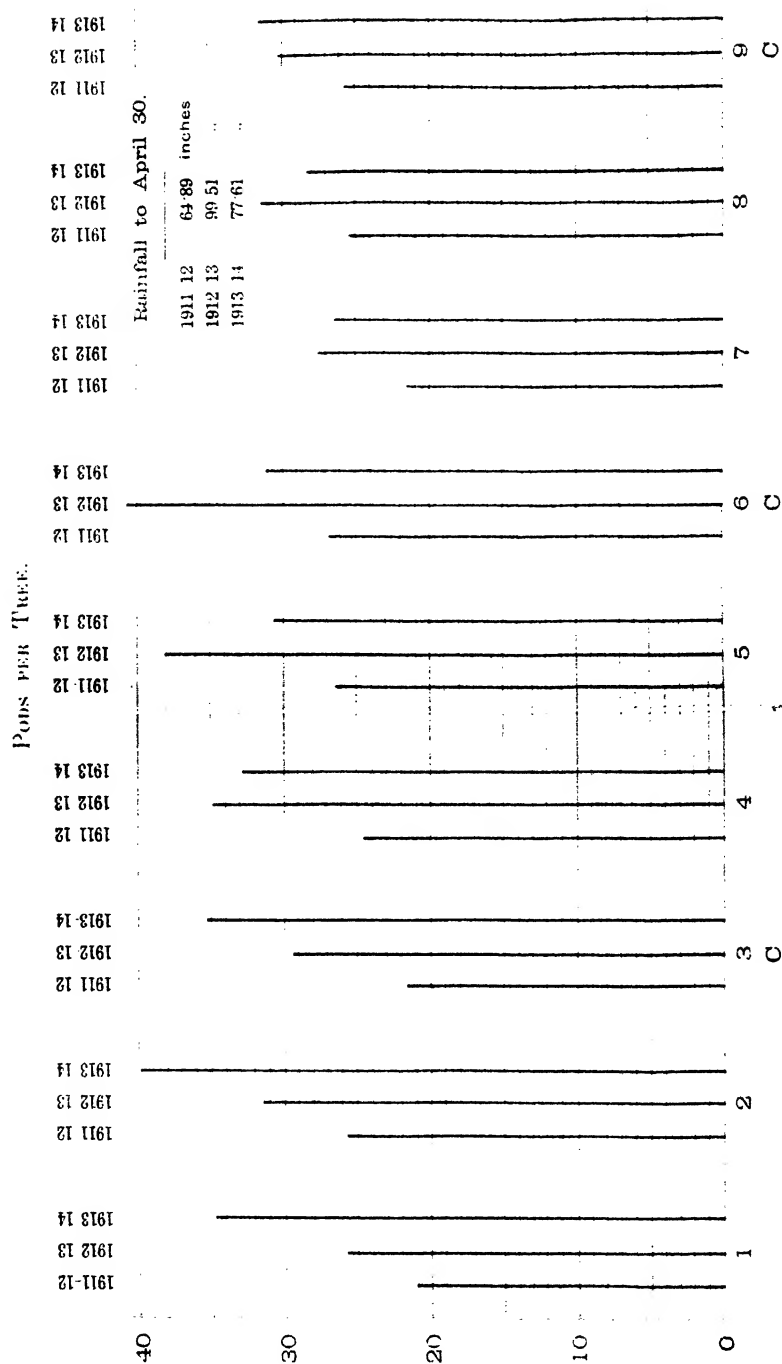 PODS PER TREE.
1911-12 1912 13 1913 14 1911 12 1912 13 1913 14 1911 12 1912 13 1913-14 1911 12 1912 13 1913 14 1911-12 1912 13 1913 14 1911 12 1912 13 1913 14 1911 12 1912 13 1913 14 1911 12 1912 13 1913 14 1911 12 1912 13 1913 14
Rainfall to April 30.
1911 12 64·89 inches
1912 13 99 51 ,,
1913 14 77·61 ,,
40
30
20
10
0
1 2 3 4 5 6 7 8 9
C C C